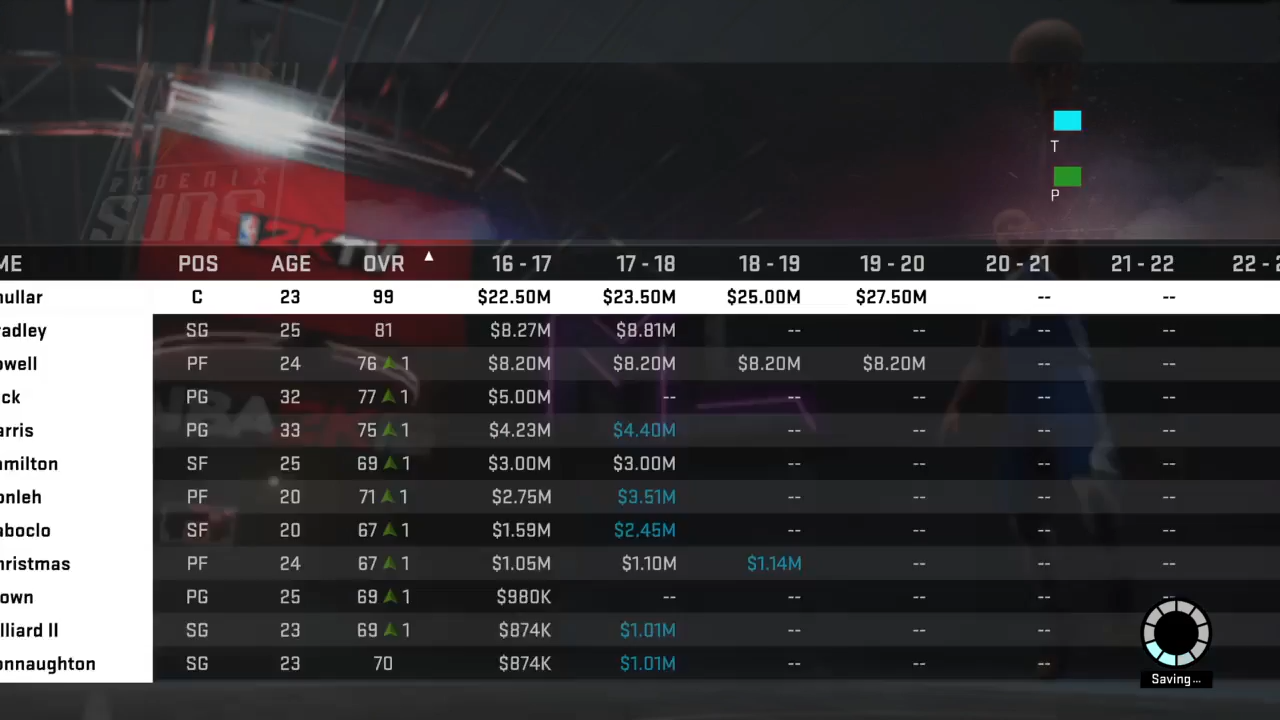 T
P
PHOENIX
SUNS
2KTV
ME POS AGE OVR 16 - 17 17 - 18 18 - 19 19 - 20 20 - 21 21 - 22 22 - 2
hullar C 23 99 $22.50M $23.50M $25.00M $27.50M -- --
radley SG 25 81 $8.27M $8.81M -- -- -- --
owell PF 24 76 1 $8.20M $8.20M $8.20M $8.20M -- --
ck PG 32 77 1 $5.00M -- -- -- -- --
arris PG 33 75 1 $4.23M $4.40M -- -- -- --
amilton SF 25 69 1 $3.00M $3.00M -- -- -- --
onleh PF 20 71 1 $2.75M $3.51M -- -- -- --
aboclo SF 20 67 1 $1.59M $2.45M -- -- -- --
hristmas PF 24 67 1 $1.05M $1.10M $1.14M -- -- --
own PG 25 69 1 $980K -- -- -- -- --
lliard II SG 23 69 1 $874K $1.01M -- -- -- --
onnaughton SG 23 70 $874K $1.01M -- -- -- --
Saving...